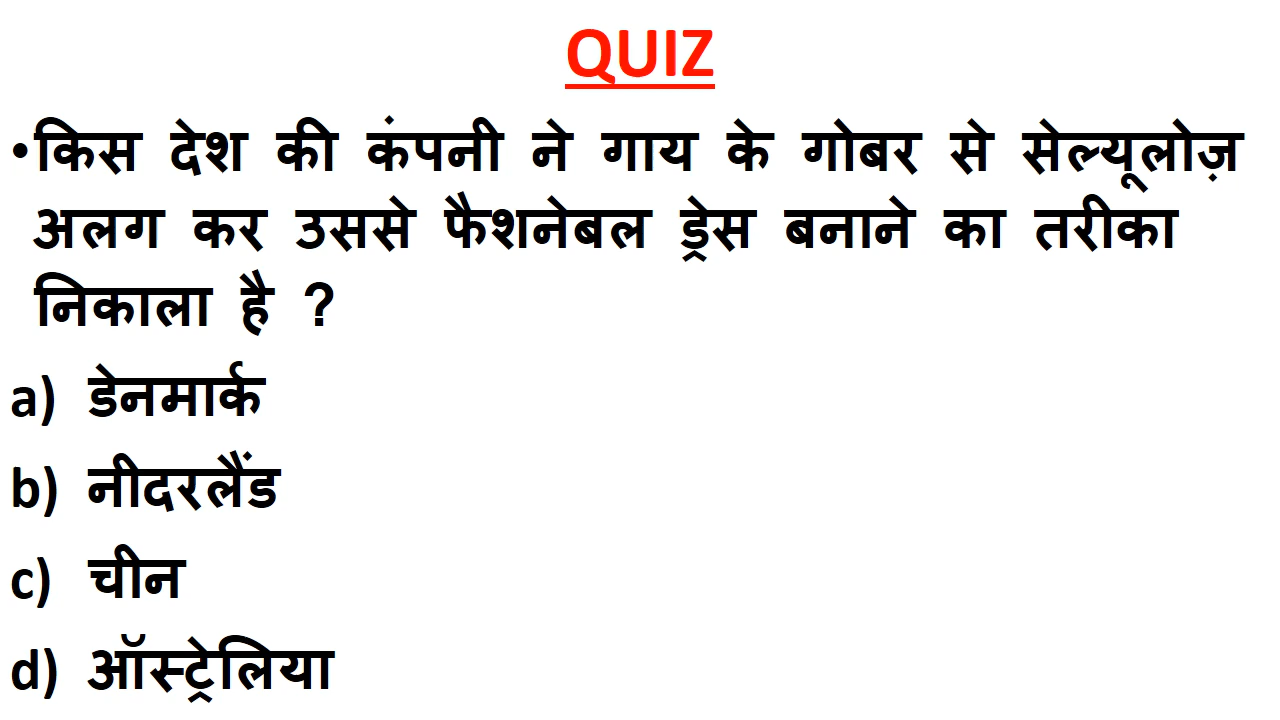 QUIZ
•किस देश की कंपनी ने गाय के गोबर से सेल्यूलोज़
अलग कर उससे फैशनेबल ड्रेस बनाने का तरीका
निकाला है ?
a) डेनमार्क
b) नीदरलैंड
c) चीन
d) ऑस्ट्रेलिया